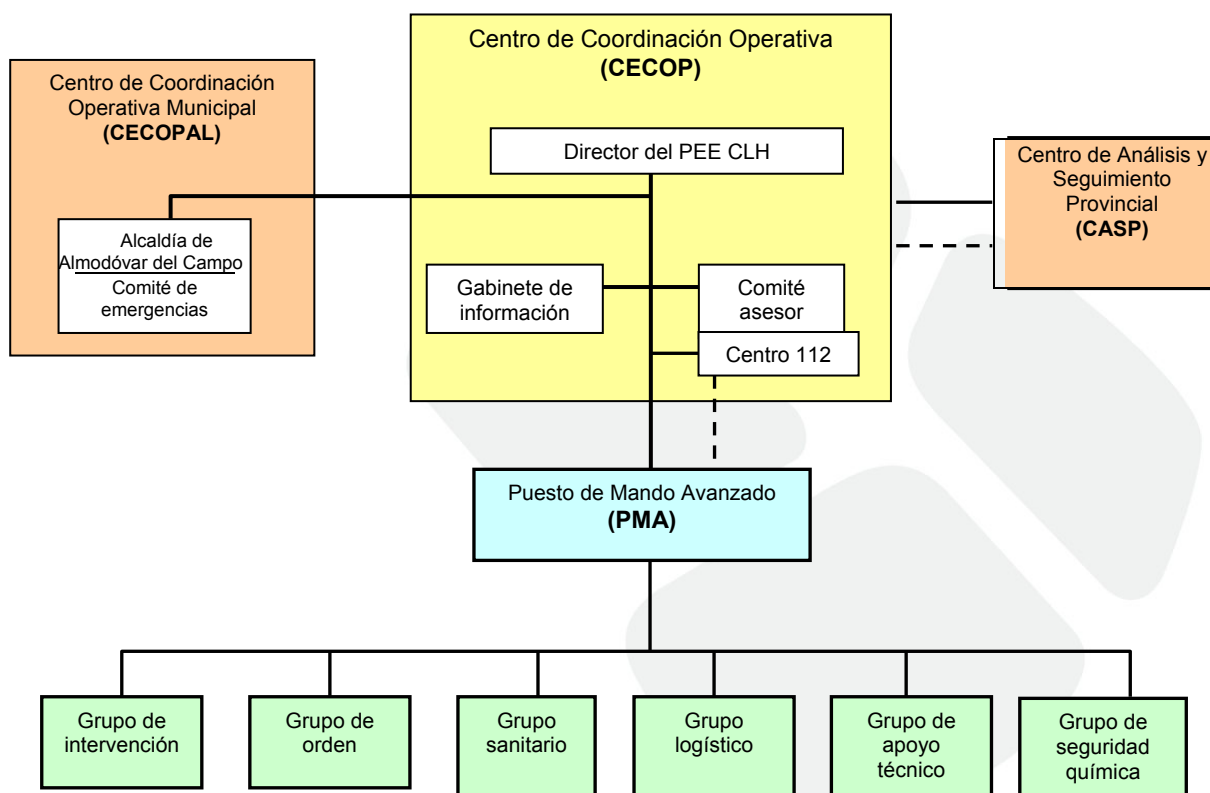 Centro de Coordinación Operativa
(CECOP)
Centro de Coordinación
Operativa Municipal
(CECOPAL)
Director del PEE CLH
Centro de Análisis y
Seguimiento
Provincial
(CASP)
Alcaldía de
Almodóvar del Campo
Comité de
emergencias
Gabinete de
información
Comité
asesor
Centro 112
Puesto de Mando Avanzado
(PMA)
Grupo de
intervención
Grupo de
orden
Grupo
sanitario
Grupo
logístico
Grupo de
apoyo
técnico
Grupo de
seguridad
química